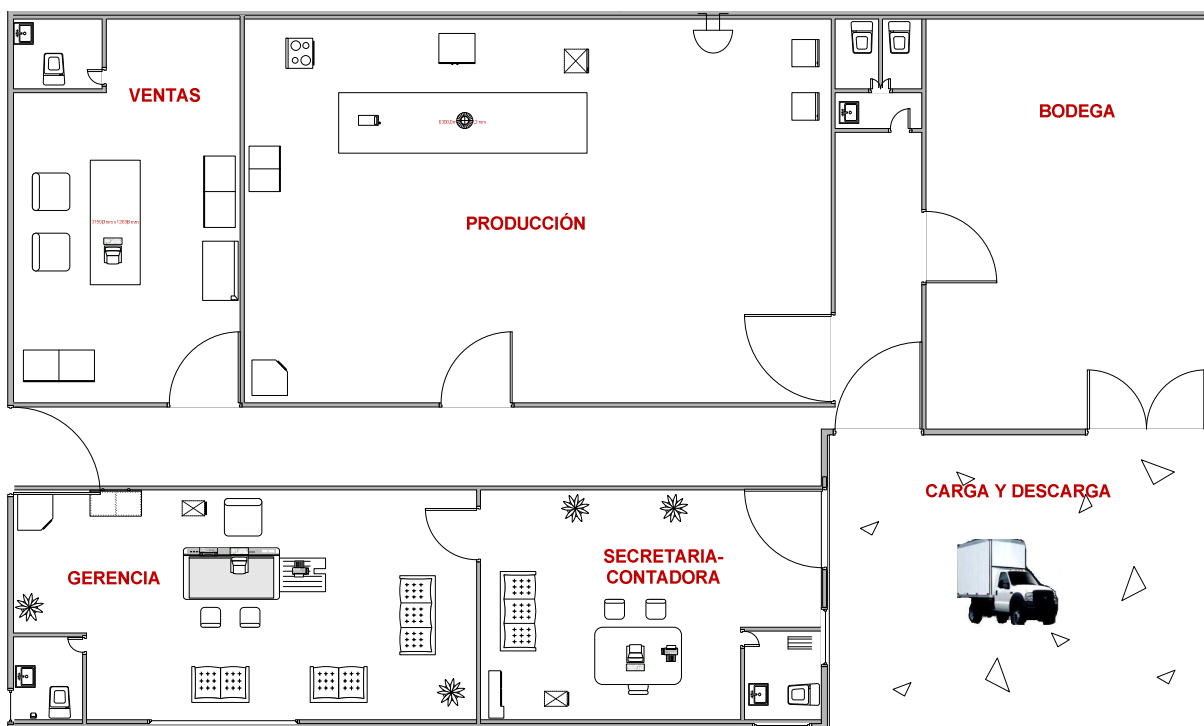 VENTAS
BODEGA
PRODUCCIÓN
CARGA Y DESCARGA
GERENCIA
SECRETARIA-
CONTADORA